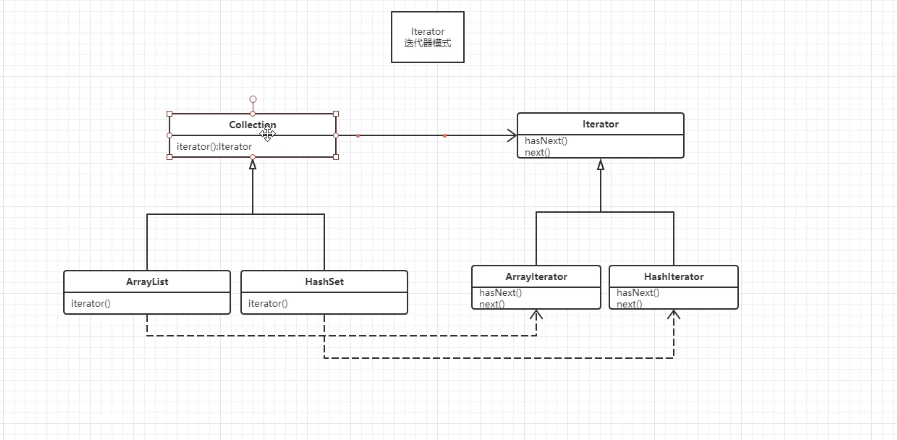 Iterator
迭代器模式
Collection
iterator():Iterator
Iterator
hasNext()
next()
ArrayList
iterator()
HashSet
iterator()
ArrayIterator
hasNext()
next()
HashIterator
hasNext()
next()